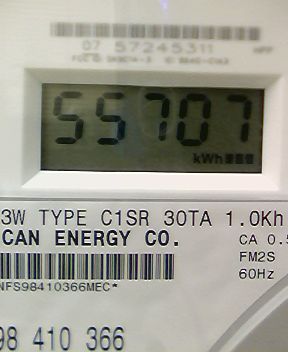 07 57245311
55707
kWh
3W TYPE C1SR 30TA 1.0Kh
CAN ENERGY CO.
CA 0.5
FM2S
60Hz
NFS98410366MEC*
98 410 366